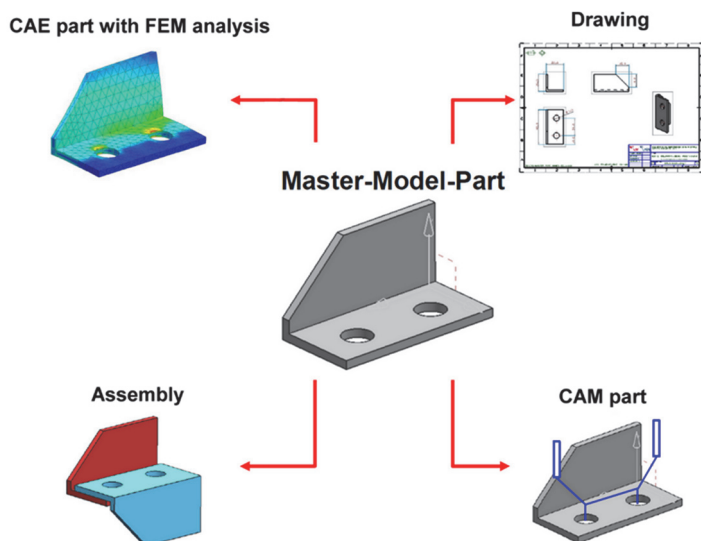 CAE part with FEM analysis
Drawing
Master-Model-Part
Assembly
CAM part